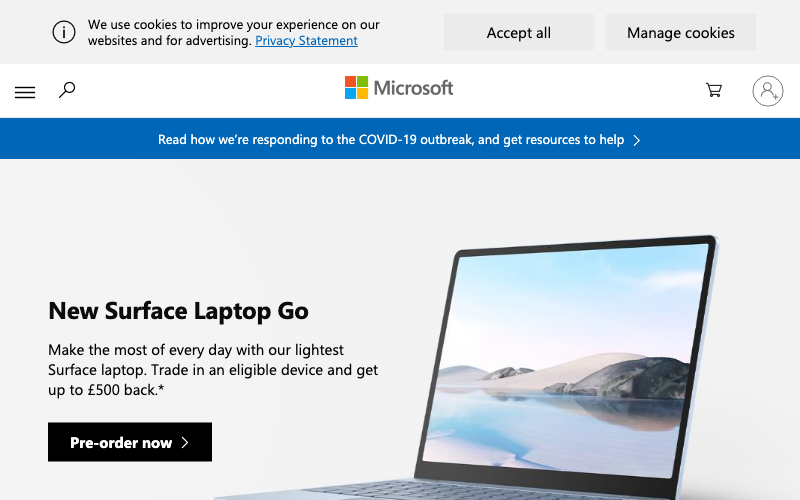 We use cookies to improve your experience on our
websites and for advertising. Privacy Statement
Accept all
Manage cookies
Microsoft
Read how we're responding to the COVID-19 outbreak, and get resources to help
New Surface Laptop Go
Make the most of every day with our lightest
Surface laptop. Trade in an eligible device and get
up to £500 back.*
Pre-order now